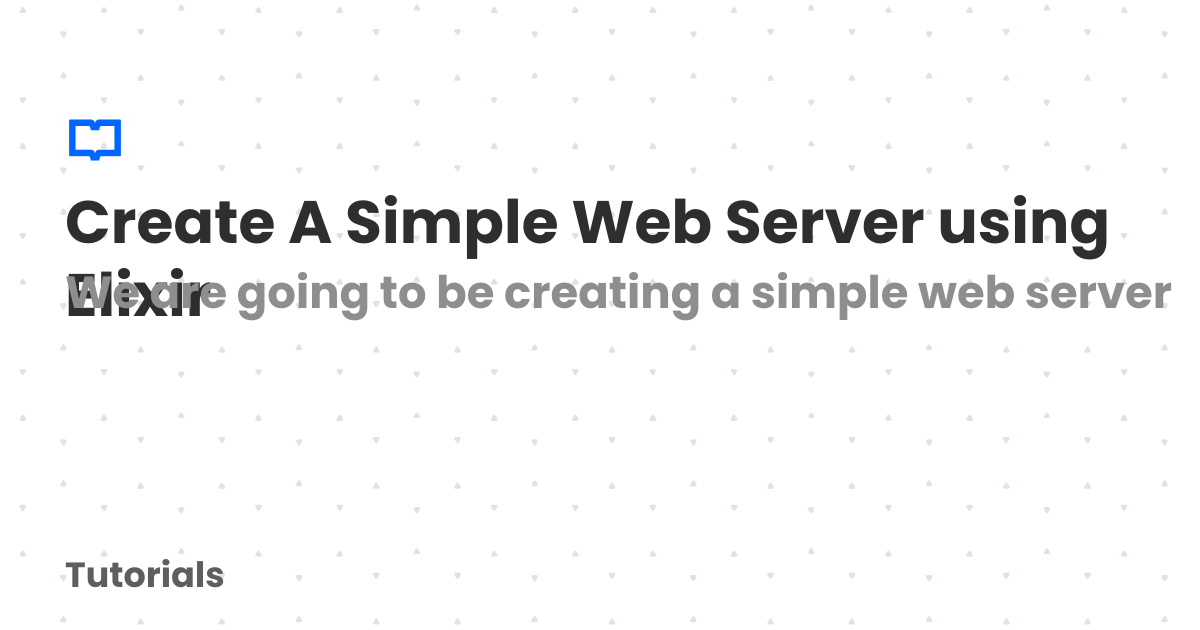 Create A Simple Web Server using
Elixir
We are going to be creating a simple web server
Tutorials